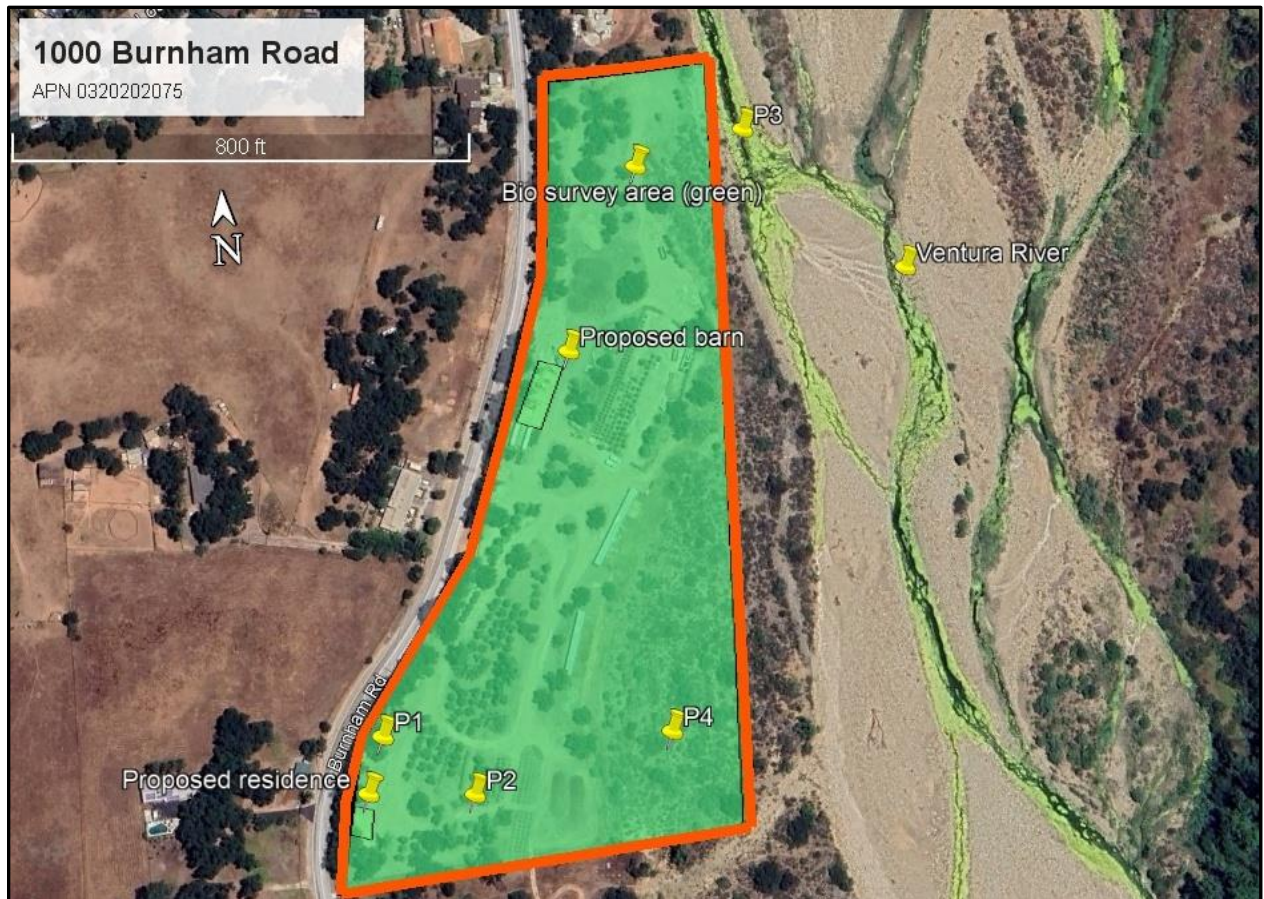 1000 Burnham Road
APN 0320202075
800 ft
N
P3
Bio survey area (green)
Ventura River
Proposed barn
Burnham Rd
P1
P4
Proposed residence
P2